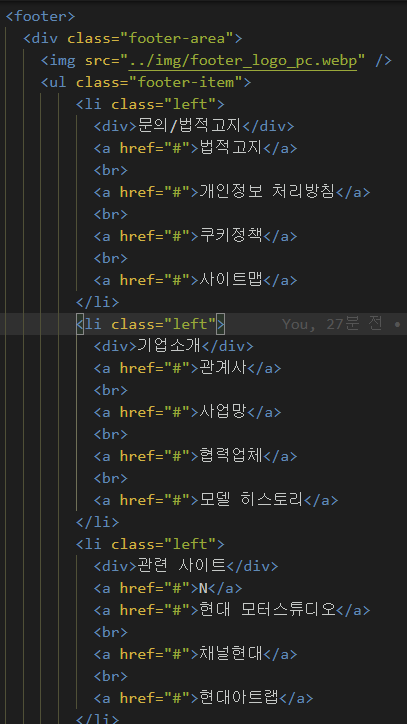 <footer>
<div class="footer-area">
<img src="../img/footer_logo_pc.webp" />
<ul class="footer-item">
<li class="left">
<div>문의/법적고지</div>
<a href="#">법적고지</a>
<br>
<a href="#">개인정보 처리방침</a>
<br>
<a href="#">쿠키정책</a>
<br>
<a href="#">사이트맵</a>
</li>
<li class="left"> You, 27분 전 •
<div>기업소개</div>
<a href="#">관계사</a>
<br>
<a href="#">사업망</a>
<br>
<a href="#">협력업체</a>
<br>
<a href="#">모델 히스토리</a>
</li>
<li class="left">
<div>관련 사이트</div>
<a href="#">N</a>
<a href="#">현대 모터스튜디오</a>
<br>
<a href="#">채널현대</a>
<br>
<a href="#">현대아트랩</a>
</li>